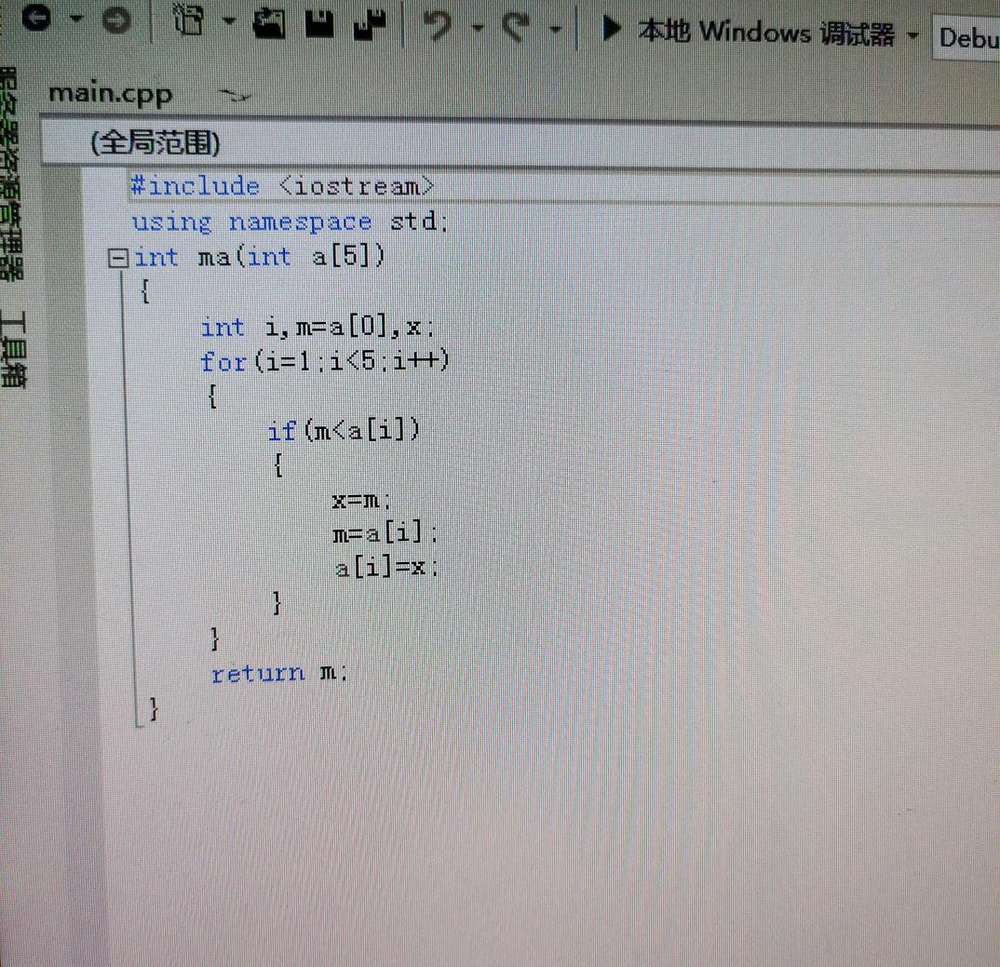 本地 Windows 调试器
Debu
main.cpp
(全局范围)
服务器资源管理器 工具箱
#include <iostream>
using namespace std;
int ma(int a[5])
{
int i,m=a[0],x;
for(i=1;i<5;i++)
{
if(m<a[i])
{
x=m;
m=a[i];
a[i]=x;
}
}
return m;
}